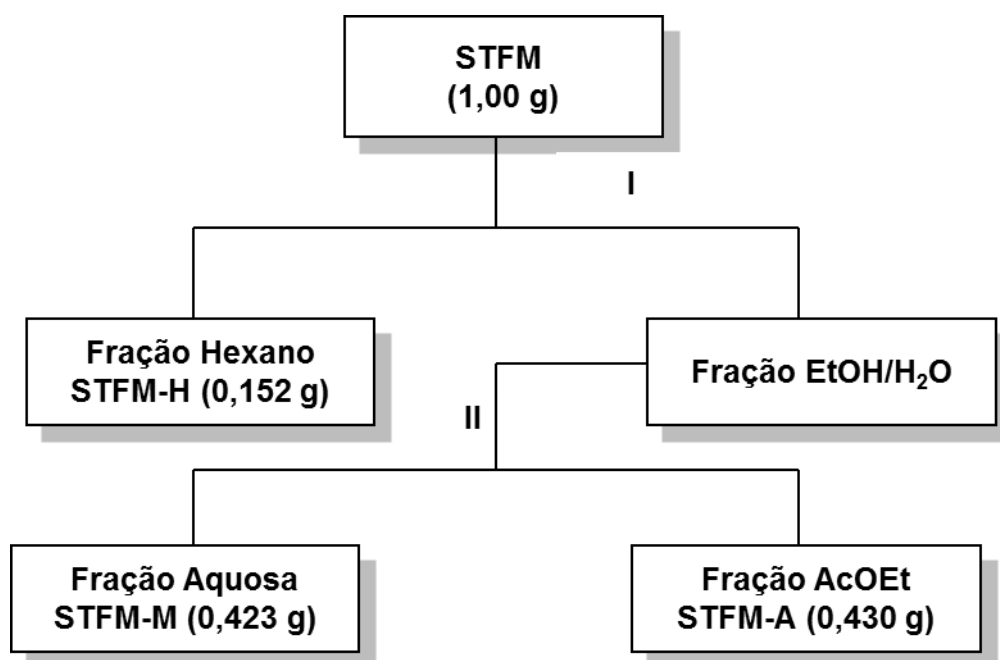 STFM
(1,00 g)
I
Fração Hexano
STFM-H (0,152 g)
Fração EtOH/H₂O
II
Fração Aquosa
STFM-M (0,423 g)
Fração AcOEt
STFM-A (0,430 g)